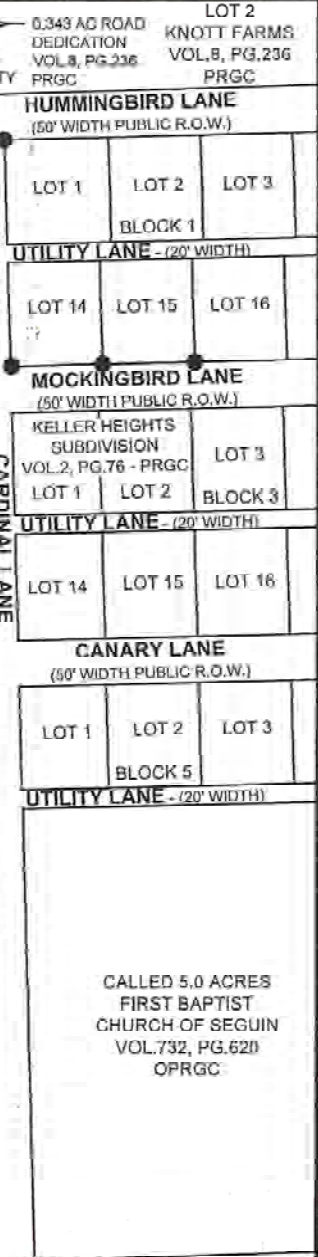 0.343 AC ROAD
DEDICATION
VOL.8, PG.236
PRGC
TY
LOT 2
KNOTT FARMS
VOL.8, PG.236
PRGC
HUMMINGBIRD LANE
(50' WIDTH PUBLIC R.O.W.)
LOT 1
LOT 2
LOT 3
BLOCK 1
UTILITY LANE - (20' WIDTH)
LOT 14
LOT 15
LOT 16
MOCKINGBIRD LANE
(50' WIDTH PUBLIC R.O.W.)
KELLER HEIGHTS
SUBDIVISION
VOL.2, PG.76 - PRGC
LOT 1
LOT 2
LOT 3
BLOCK 3
CARDINAL LANE
UTILITY LANE - (20' WIDTH)
LOT 14
LOT 15
LOT 16
CANARY LANE
(50' WIDTH PUBLIC R.O.W.)
LOT 1
LOT 2
LOT 3
BLOCK 5
UTILITY LANE - (20' WIDTH)
CALLED 5.0 ACRES
FIRST BAPTIST
CHURCH OF SEGUIN
VOL.732, PG.620
OPRGC